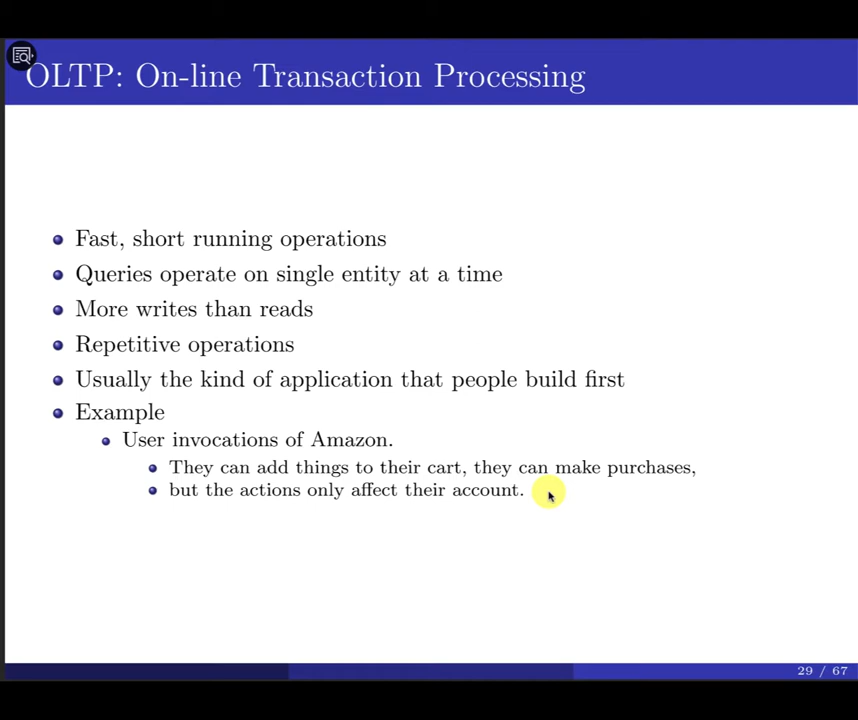 OLTP: On-line Transaction Processing
Fast, short running operations
Queries operate on single entity at a time
More writes than reads
Repetitive operations
Usually the kind of application that people build first
Example
User invocations of Amazon.
They can add things to their cart, they can make purchases,
but the actions only affect their account.
29 / 67